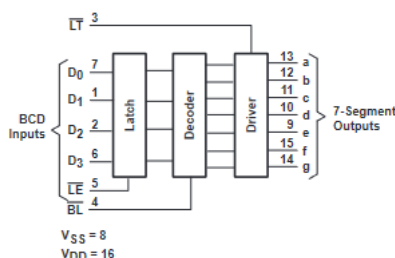 LT 3
D0 7
D1 1
D2 2
D3 6
LE 5
BL 4
BCD
Inputs
Latch
Decoder
Driver
13 a
12 b
11 c
10 d
9 e
15 f
14 g
7-Segment
Outputs
VSS = 8
VDD = 16